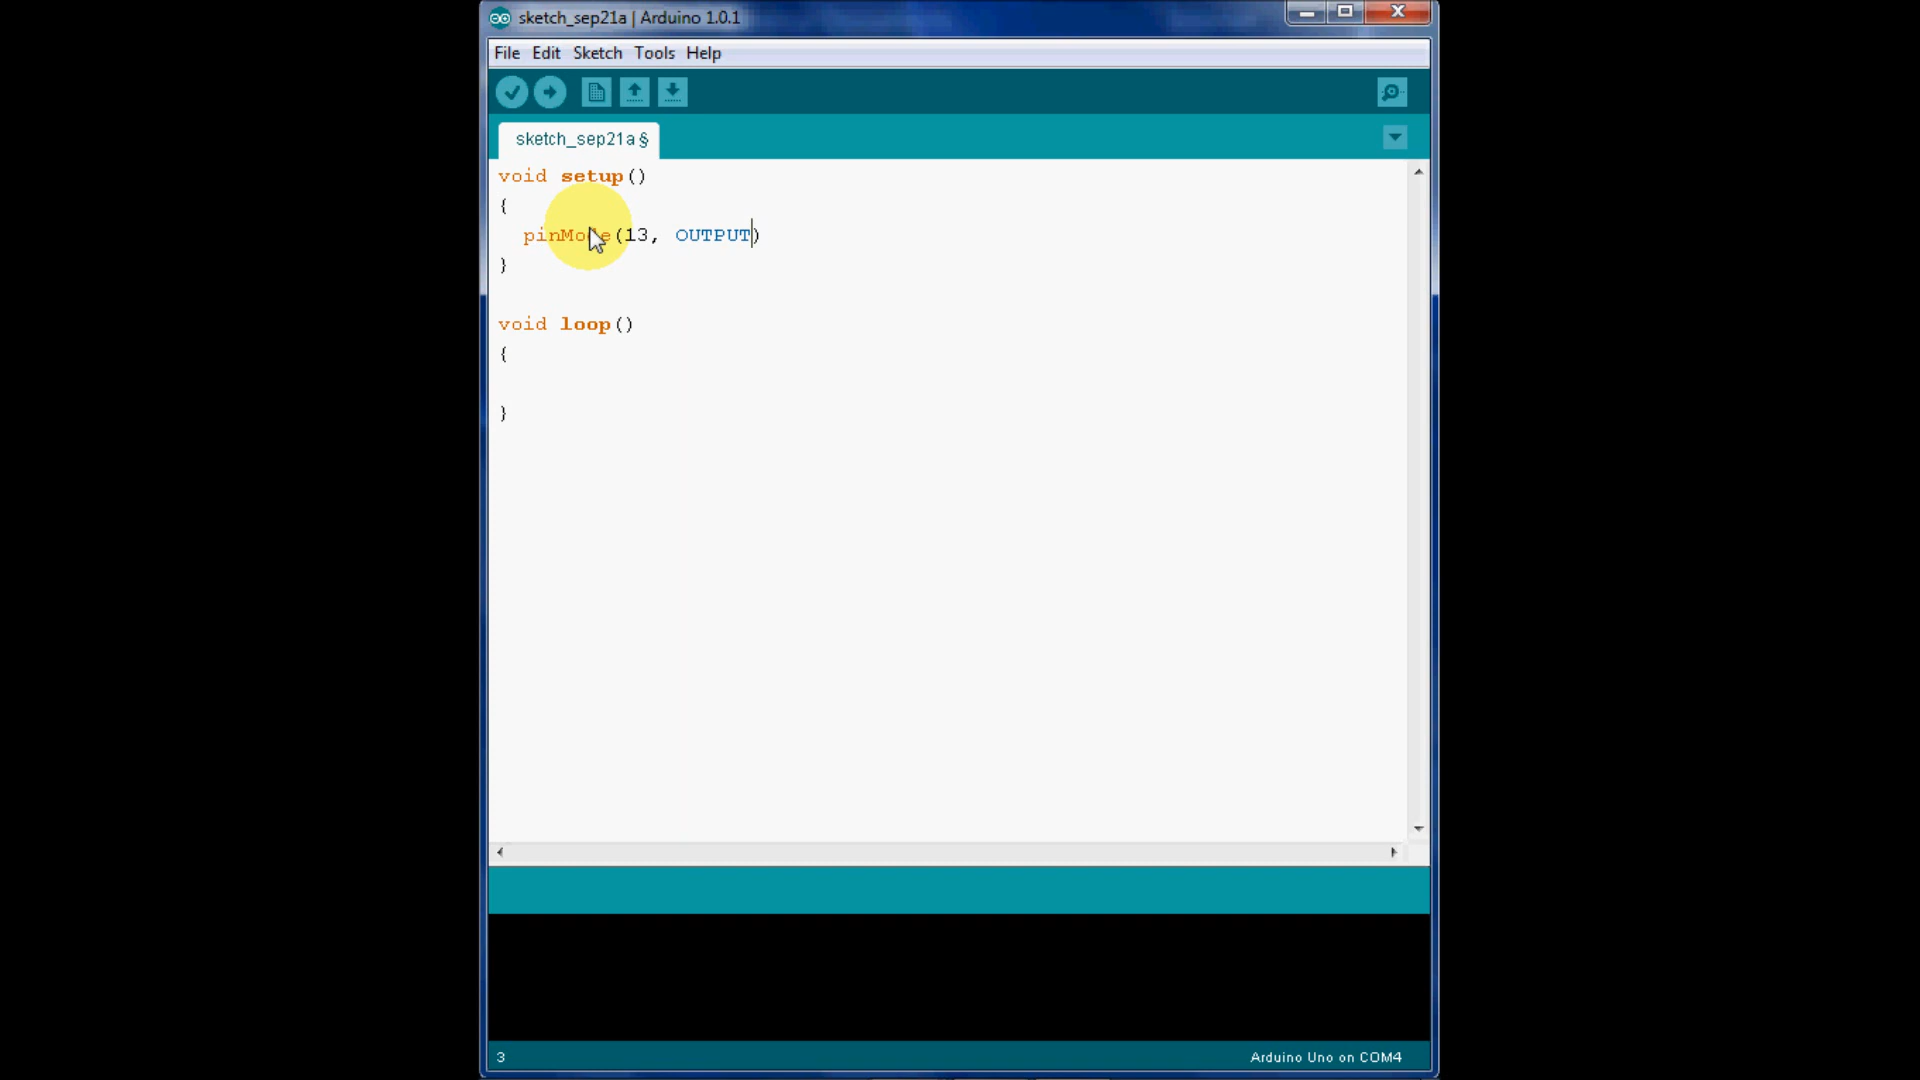 sketch_sep21a | Arduino 1.0.1
File Edit Sketch Tools Help
sketch_sep21a §
void setup()
{
pinMode(13, OUTPUT)
}
void loop()
{
}
3
Arduino Uno on COM4